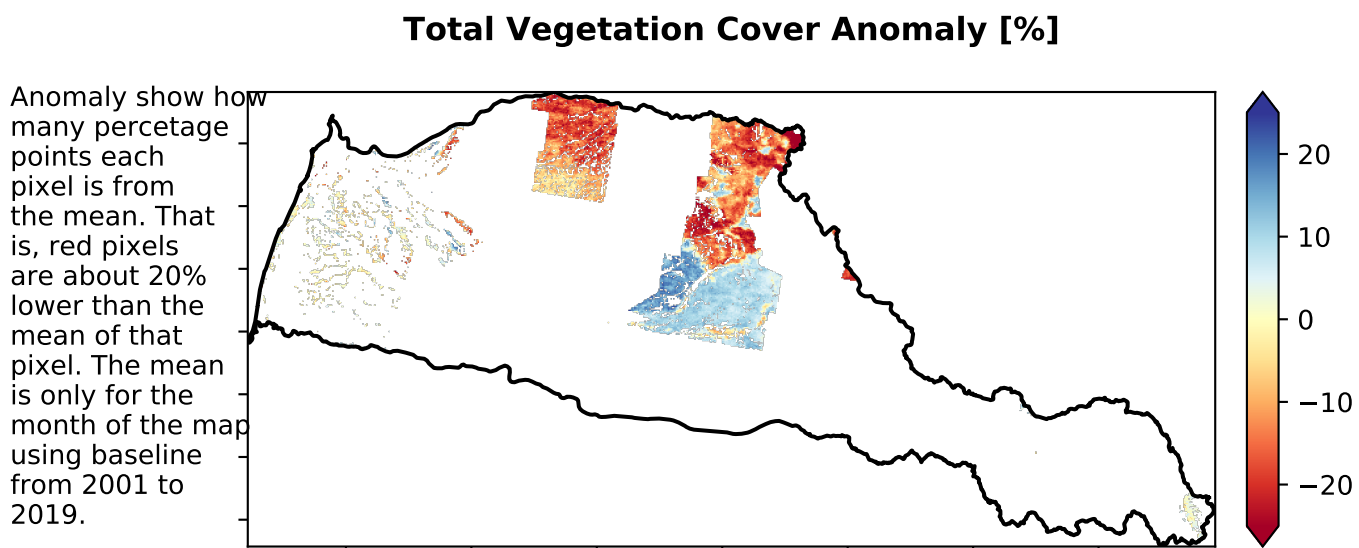 Total Vegetation Cover Anomaly [%]
Anomaly show how
many percetage
points each
pixel is from
the mean. That
is, red pixels
are about 20%
lower than the
mean of that
pixel. The mean
is only for the
month of the map
using baseline
from 2001 to
2019.
20
10
0
−10
−20